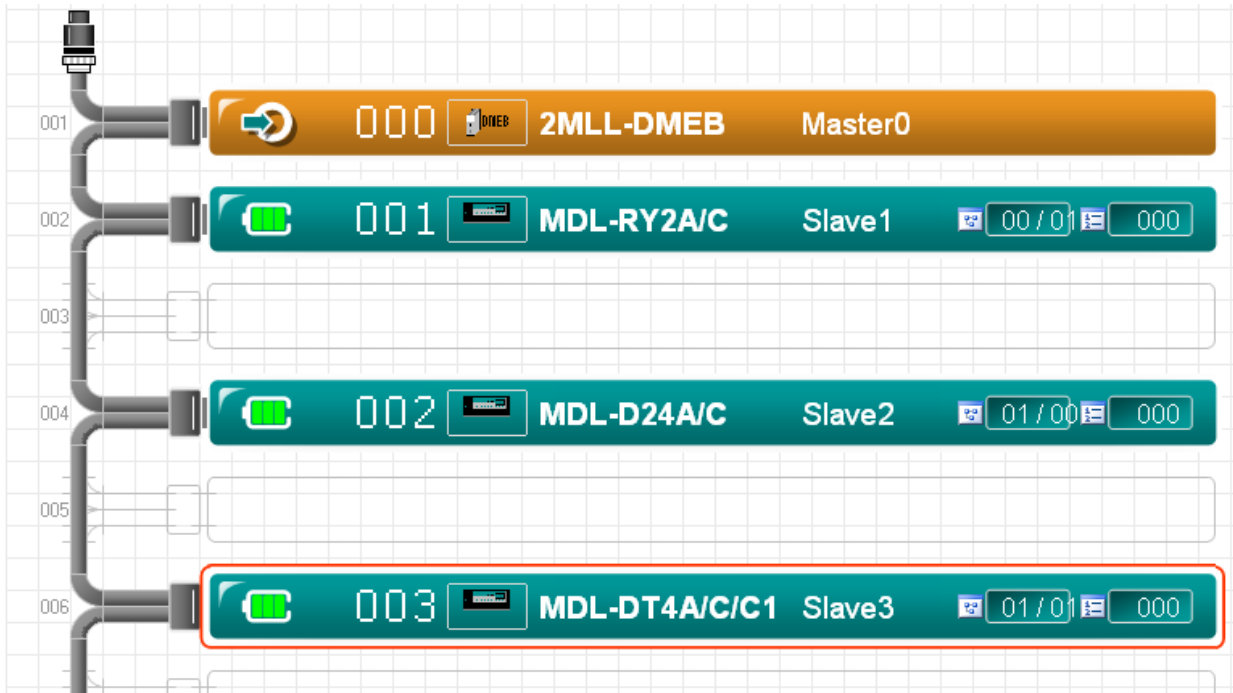 001 000 DMEB 2MLL-DMEB Master0
002 001 MDL-RY2A/C Slave1 00 / 01 000
003
004 002 MDL-D24A/C Slave2 01 / 00 000
005
006 003 MDL-DT4A/C/C1 Slave3 01 / 01 000